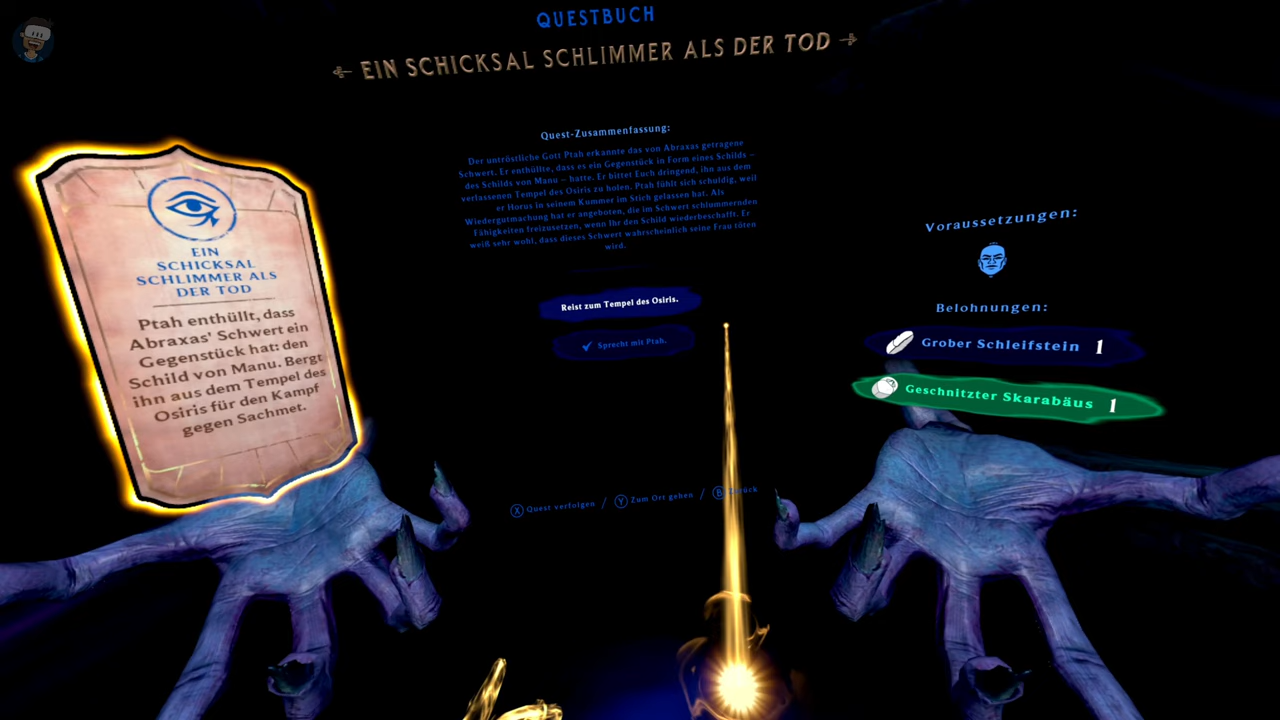 QUESTBUCH
EIN SCHICKSAL SCHLIMMER ALS DER TOD
EIN
SCHICKSAL
SCHLIMMER ALS
DER TOD
Ptah enthüllt, dass
Abraxas' Schwert ein
Gegenstück hat: den
Schild von Manu. Bergt
ihn aus dem Tempel des
Osiris für den Kampf
gegen Sachmet.
Quest-Zusammenfassung:
Der untröstliche Gott Ptah erkannte das von Abraxas getragene
Schwert. Er enthüllte, dass es ein Gegenstück in Form eines Schilds –
des Schilds von Manu – hatte. Er bittet Euch dringend, ihn aus dem
verlassenen Tempel des Osiris zu holen. Ptah fühlt sich schuldig, weil
er Horus in seinem Kummer im Stich gelassen hat. Als
Wiedergutmachung hat er angeboten, die im Schwert schlummernden
Fähigkeiten freizusetzen, wenn Ihr den Schild wiederbeschafft. Er
weiß sehr wohl, dass dieses Schwert wahrscheinlich seine Frau töten
wird.
Reist zum Tempel des Osiris.
Sprecht mit Ptah.
Voraussetzungen:
Belohnungen:
Grober Schleifstein 1
Geschnitzter Skarabäus 1
X Quest verfolgen / Y Zum Ort gehen / B Zurück